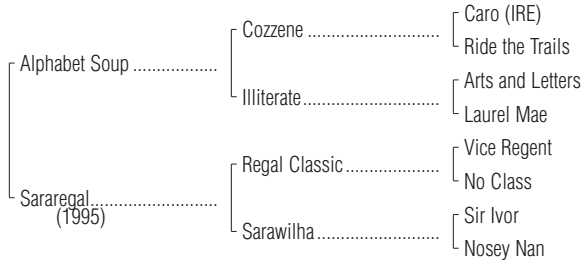 Caro (IRE)
Cozzene ........................................
Ride the Trails
Alphabet Soup ..................
Arts and Letters
Illiterate.........................................
Laurel Mae
Vice Regent
Regal Classic ............................
No Class
Sararegal...........................
(1995)
Sir Ivor
Sarawilha ....................................
Nosey Nan